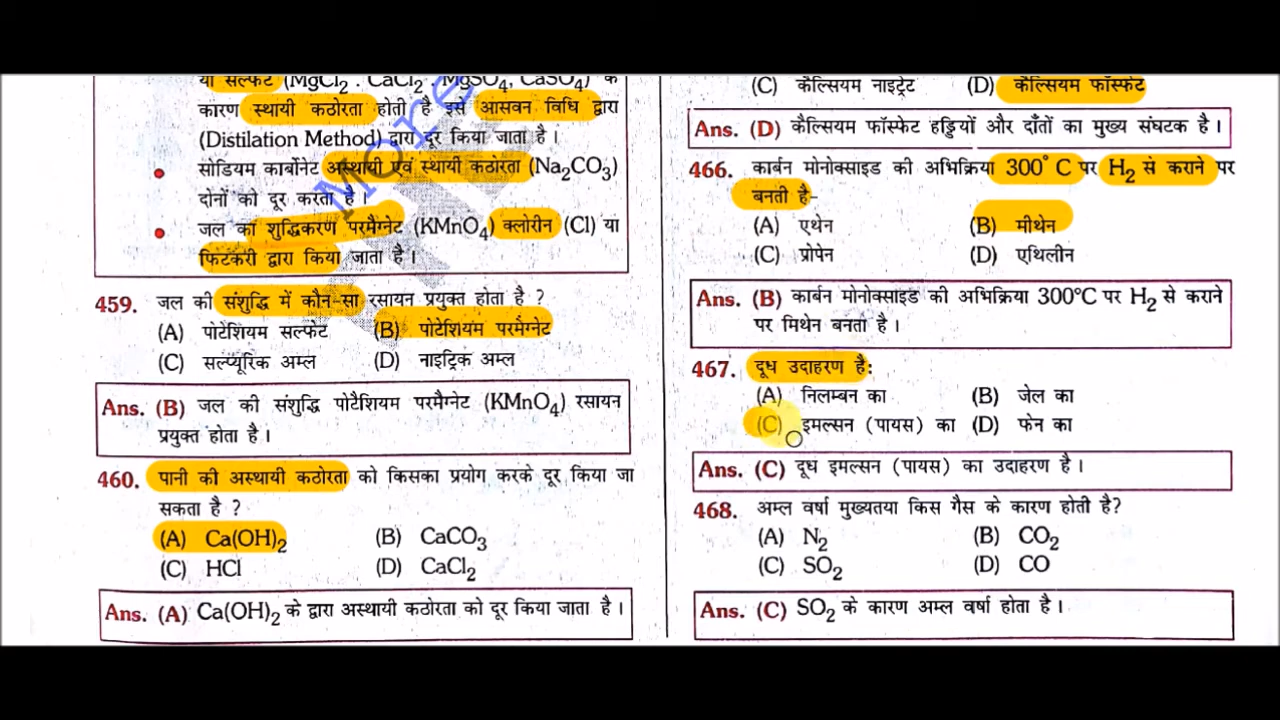 या सल्फेट (MgCl2. CaCl2. MgSO4, CaSO4) के
कारण स्थायी कठोरता होती है इसे आसवन विधि द्वारा
(Distilation Method) द्वारा दूर किया जाता है।
• सोडियम कार्बोनेट अस्थायी एवं स्थायी कठोरता (Na2CO3)
दोनों को दूर करता है।
• जल का शुद्धिकरण परमैग्नेट (KMnO4) क्लोरीन (Cl) या
फिटकरी द्वारा किया जाता है।
459. जल की संशुद्धि में कौन-सा रसायन प्रयुक्त होता है ?
(A) पोटेशियम सल्फेट (B) पोटेशियम परमैग्नेट
(C) सल्फ्यूरिक अम्ल (D) नाइट्रिक अम्ल
Ans. (B) जल की संशुद्धि पोटैशियम परमैग्नेट (KMnO4) रसायन
प्रयुक्त होता है।
460. पानी की अस्थायी कठोरता को किसका प्रयोग करके दूर किया जा
सकता है ?
(A) Ca(OH)2 (B) CaCO3
(C) HCl (D) CaCl2
Ans. (A) Ca(OH)2 के द्वारा अस्थायी कठोरता को दूर किया जाता है।
(C) कैल्सियम नाइट्रेट (D) कैल्सियम फॉस्फेट
Ans. (D) कैल्सियम फॉस्फेट हड्डियों और दाँतों का मुख्य संघटक है।
466. कार्बन मोनोक्साइड की अभिक्रिया 300° C पर H2 से कराने पर
बनती है-
(A) एथेन (B) मीथेन
(C) प्रोपेन (D) एथिलीन
Ans. (B) कार्बन मोनोक्साइड की अभिक्रिया 300°C पर H2 से कराने
पर मिथेन बनता है।
467. दूध उदाहरण है:
(A) निलम्बन का (B) जेल का
(C) इमल्सन (पायस) का (D) फेन का
Ans. (C) दूध इमल्सन (पायस) का उदाहरण है।
468. अम्ल वर्षा मुख्यतया किस गैस के कारण होती है?
(A) N2 (B) CO2
(C) SO2 (D) CO
Ans. (C) SO2 के कारण अम्ल वर्षा होता है।